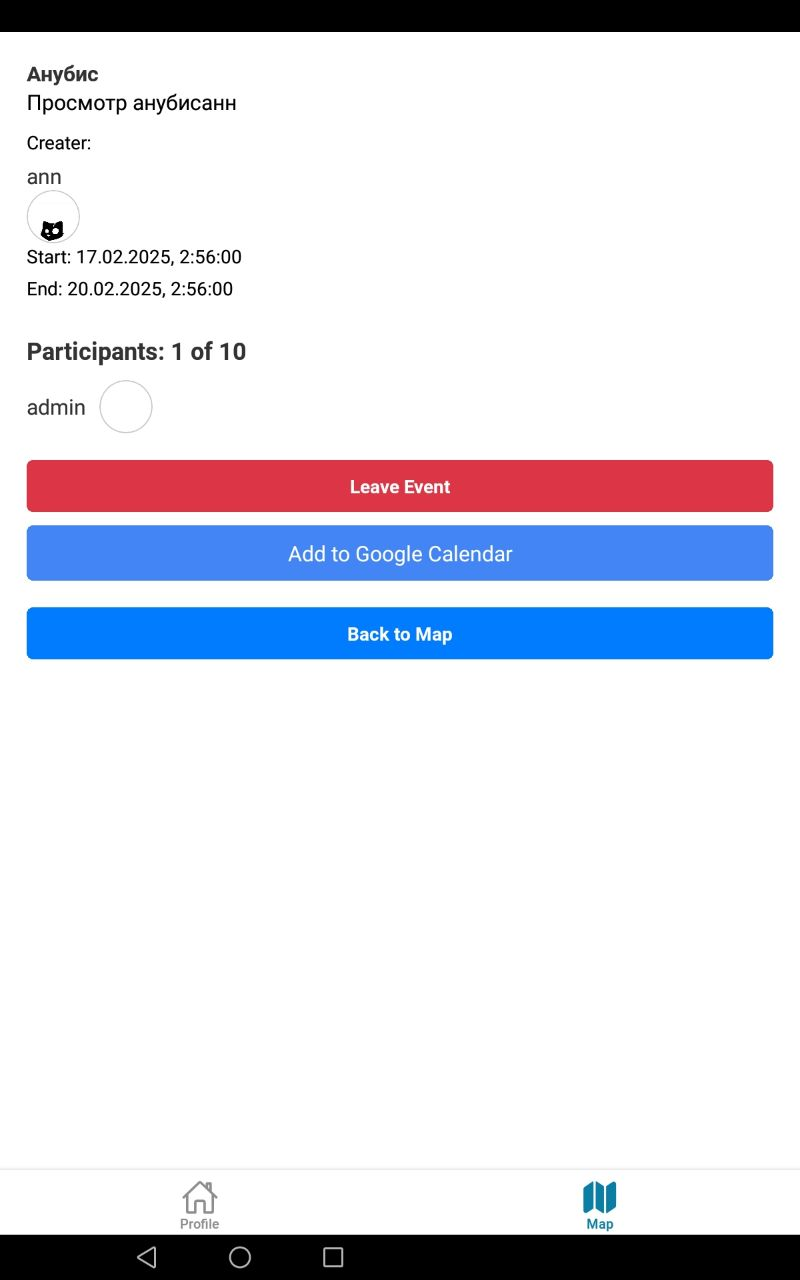 Анубис
Просмотр анубисанн
Creater:
ann
Start: 17.02.2025, 2:56:00
End: 20.02.2025, 2:56:00
Participants: 1 of 10
admin
Leave Event
Add to Google Calendar
Back to Map
Profile
Map